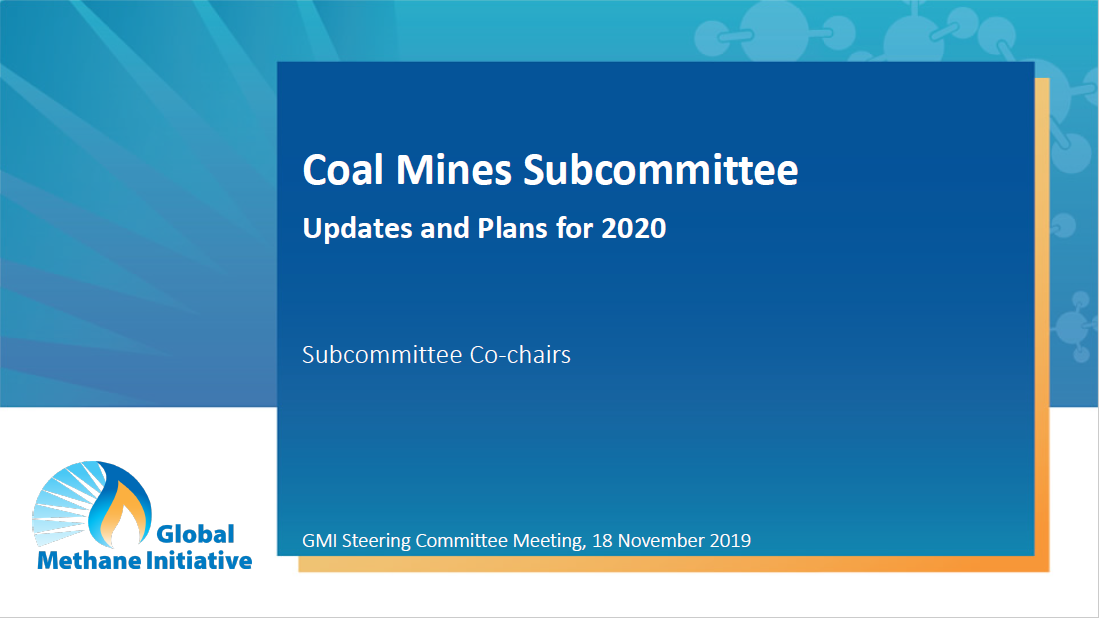 Coal Mines Subcommittee
Updates and Plans for 2020
Subcommittee Co-chairs
GMI Steering Committee Meeting, 18 November 2019
Global
Methane Initiative